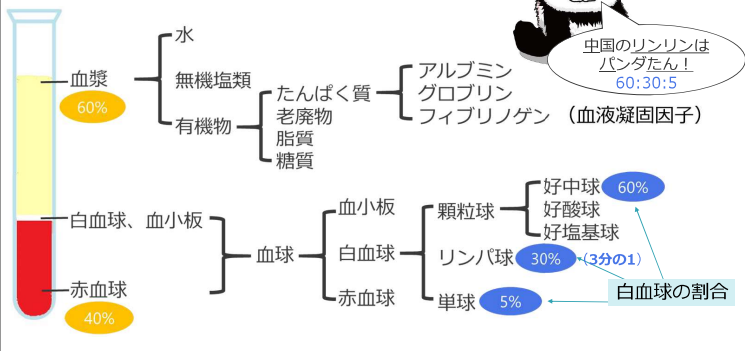 中国のリンリンは
パンダたん！
60:30:5
水
血漿
60%
無機塩類
有機物
たんぱく質
老廃物
脂質
糖質
アルブミン
グロブリン
フィブリノゲン （血液凝固因子）
白血球、血小板
赤血球
40%
血球
血小板
白血球
赤血球
顆粒球
好中球 60%
好酸球
好塩基球
リンパ球 30% （3分の1）
単球 5%
白血球の割合